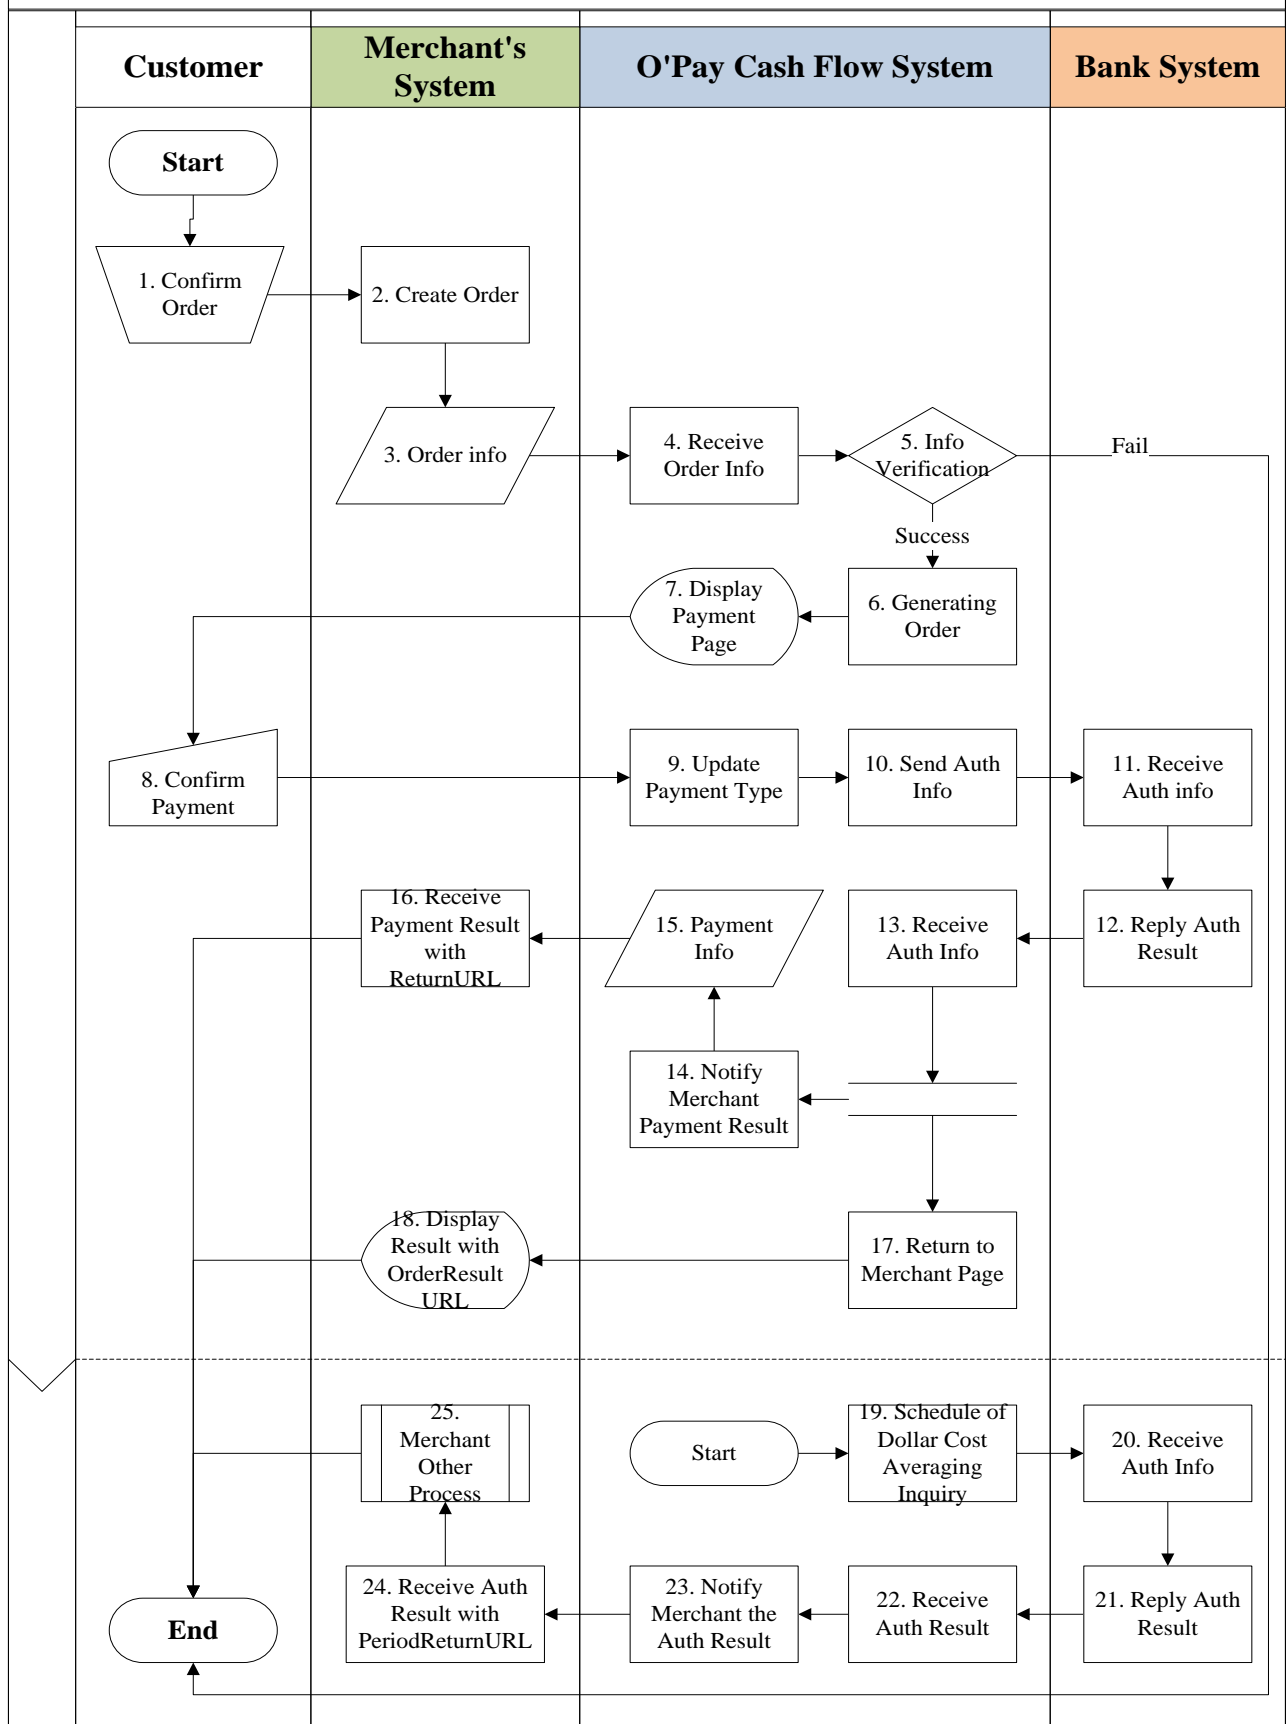 Customer
Merchant's
System
O'Pay Cash Flow System
Bank System
Start
1. Confirm
Order
2. Create Order
3. Order info
4. Receive
Order Info
5. Info
Verification
Fail
Success
7. Display
Payment
Page
6. Generating
Order
8. Confirm
Payment
9. Update
Payment Type
10. Send Auth
Info
11. Receive
Auth info
16. Receive
Payment Result
with
ReturnURL
15. Payment
Info
13. Receive
Auth Info
12. Reply Auth
Result
14. Notify
Merchant
Payment Result
18. Display
Result with
OrderResult
URL
17. Return to
Merchant Page
25.
Merchant
Other
Process
Start
19. Schedule of
Dollar Cost
Averaging
Inquiry
20. Receive
Auth Info
End
24. Receive Auth
Result with
PeriodReturnURL
23. Notify
Merchant the
Auth Result
22. Receive
Auth Result
21. Reply Auth
Result